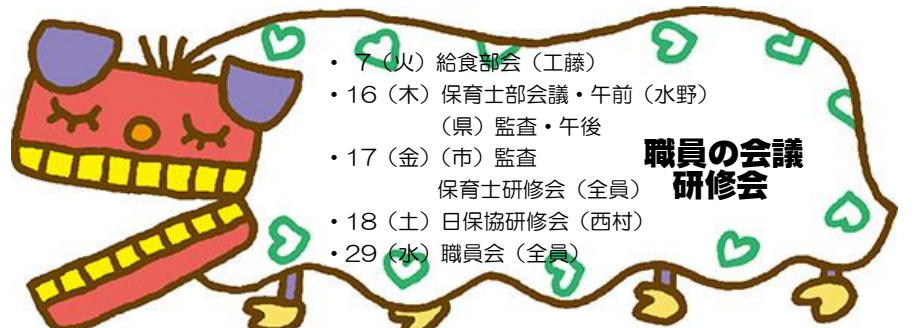 ・ 7（火）給食部会（工藤）
・16（木）保育士部会議・午前（水野）
（県）監査・午後
・17（金）（市）監査
保育士研修会（全員）
・18（土）日保協研修会（西村）
・29（水）職員会（全員）
職員の会議
研修会